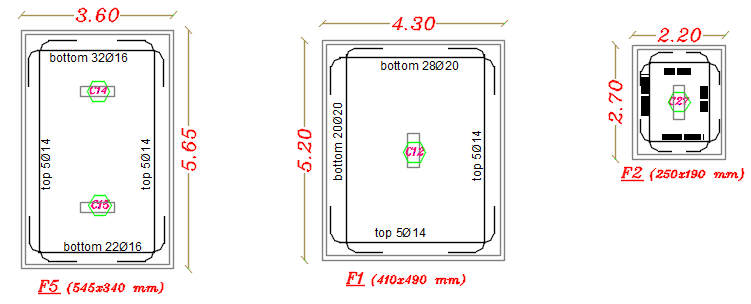 3.60
bottom 32Ø16
C14
top 5Ø14
top 5Ø14
5.65
C15
bottom 22Ø16
F5 (545x340 mm)
4.30
bottom 28Ø20
bottom 20Ø20
5.20
C12
top 5Ø14
top 5Ø14
F1 (410x490 mm)
2.20
2.70
C27
F2 (250x190 mm)